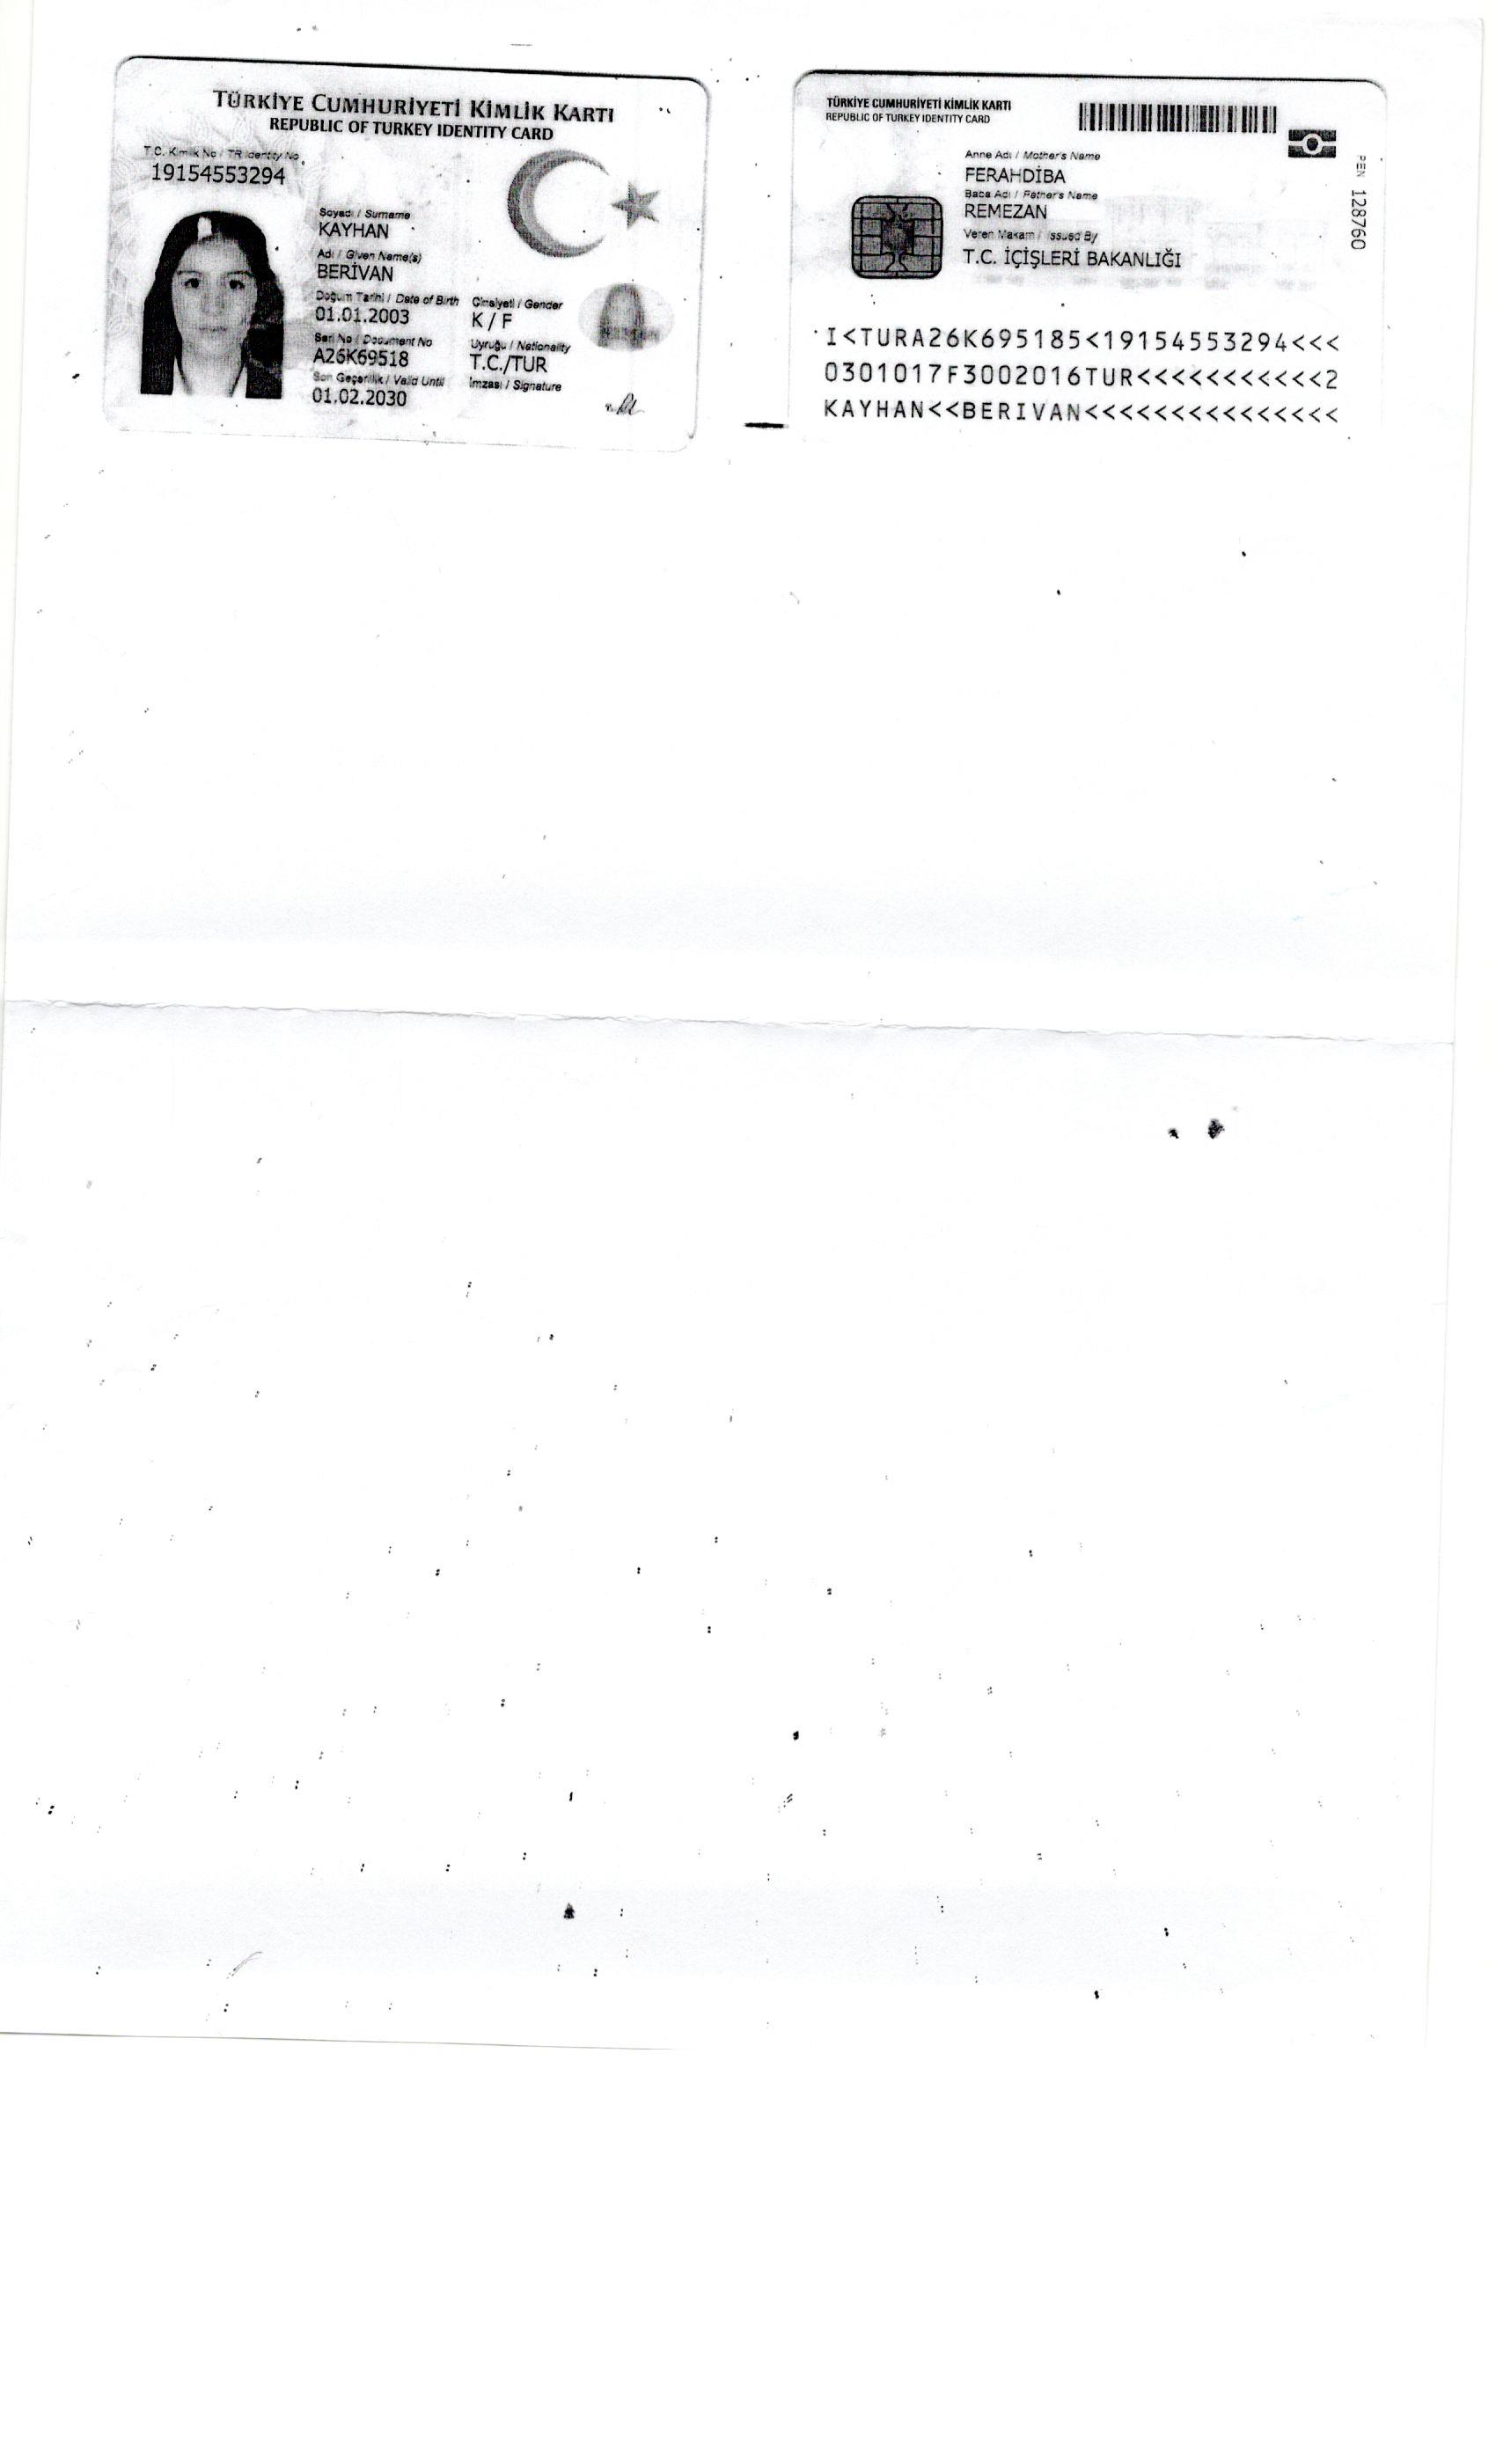 TÜRKİYE CUMHURİYETİ KİMLİK KARTI
REPUBLIC OF TURKEY IDENTITY CARD
T.C. Kimlik No / TR Identity No
19154553294
Soyadı / Surname
KAYHAN
Adı / Given Name(s)
BERİVAN
Doğum Tarihi / Date of Birth
01.01.2003
Cinsiyeti / Gender
K / F
Seri No / Document No
A26K69518
Uyruğu / Nationality
T.C./TUR
Son Geçerlilik / Valid Until
01.02.2030
İmzası / Signature
TÜRKİYE CUMHURİYETİ KİMLİK KARTI
REPUBLIC OF TURKEY IDENTITY CARD
Anne Adı / Mother's Name
FERAHDİBA
Baba Adı / Father's Name
REMEZAN
Veren Makam / Issued By
T.C. İÇİŞLERİ BAKANLIĞI
PEN 128760
I<TURA26K695185<19154553294<<<
0301017F3002016TUR<<<<<<<<<<<2
KAYHAN<<BERIVAN<<<<<<<<<<<<<<<